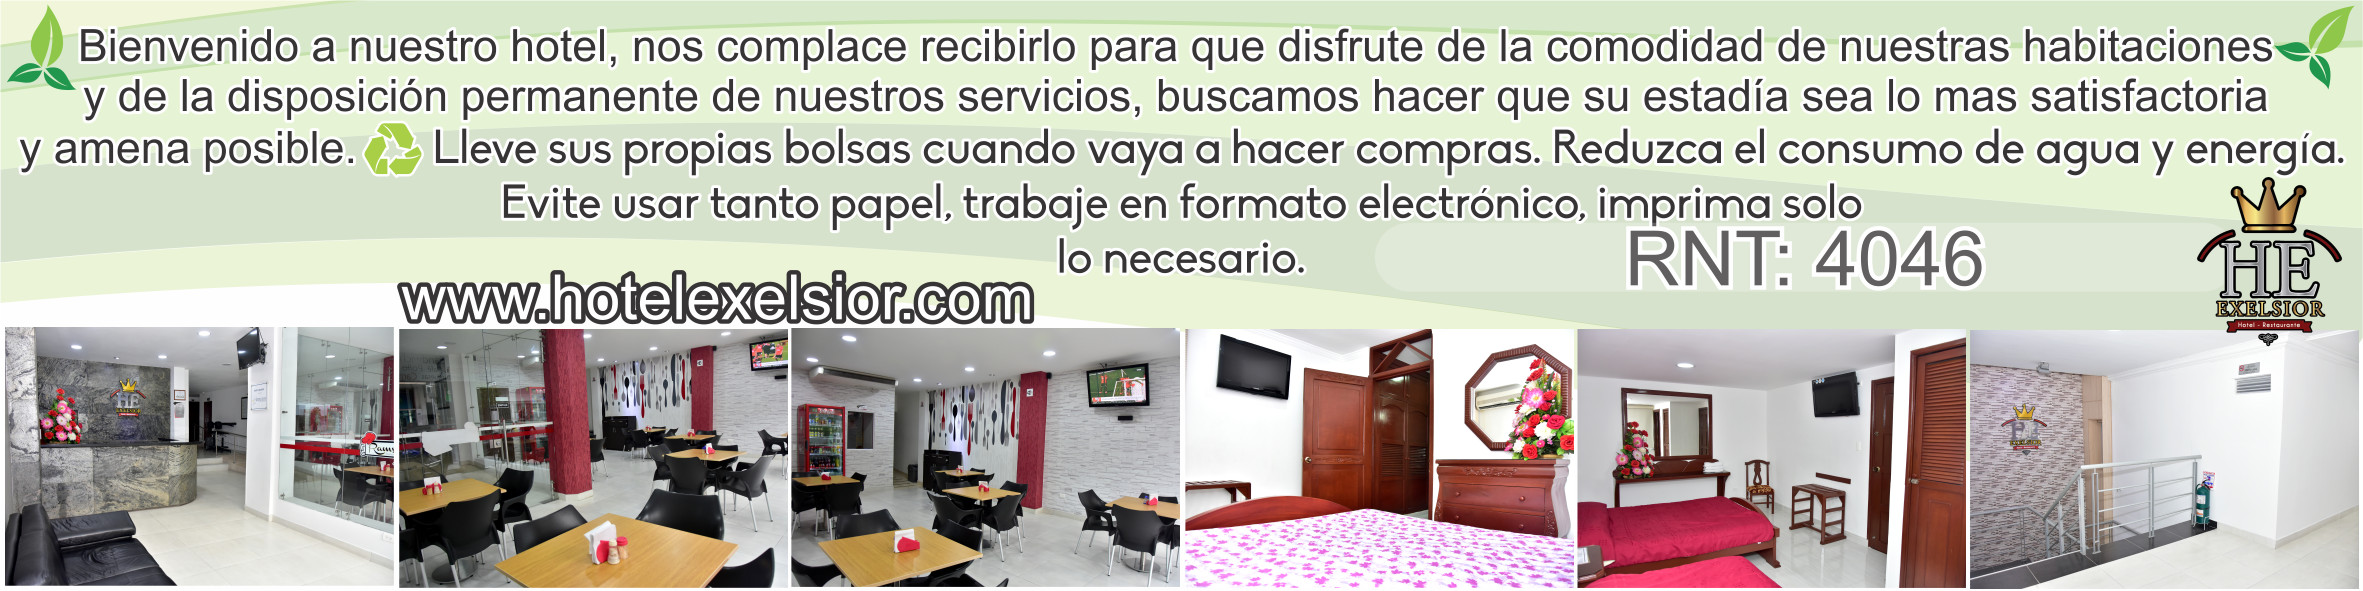 Bienvenido a nuestro hotel, nos complace recibirlo para que disfrute de la comodidad de nuestras habitaciones
y de la disposición permanente de nuestros servicios, buscamos hacer que su estadía sea lo mas satisfactoria
y amena posible. Lleve sus propias bolsas cuando vaya a hacer compras. Reduzca el consumo de agua y energía.
Evite usar tanto papel, trabaje en formato electrónico, imprima solo
lo necesario.
RNT: 4046
HE
EXELSIOR
Hotel - Restaurante
www.hotelexelsior.com
HE
EXELSIOR
EXELSIOR